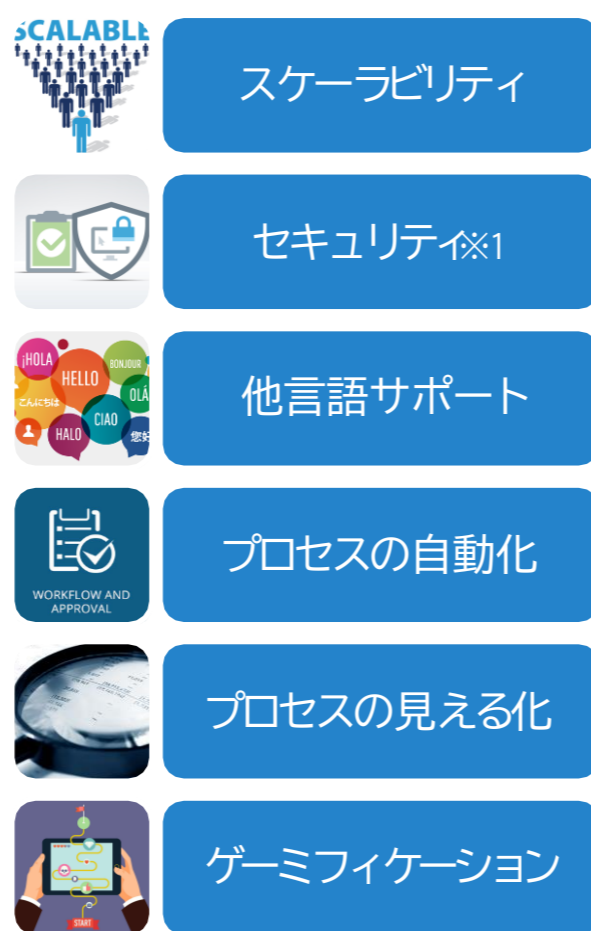 SCALABLE
スケーラビリティ
セキュリティ※1
¡HOLA
HELLO
BONJOUR
こんにちは
OLÁ
CIAO
HALO
您好
他言語サポート
WORKFLOW AND
APPROVAL
プロセスの自動化
プロセスの見える化
START
ゲーミフィケーション